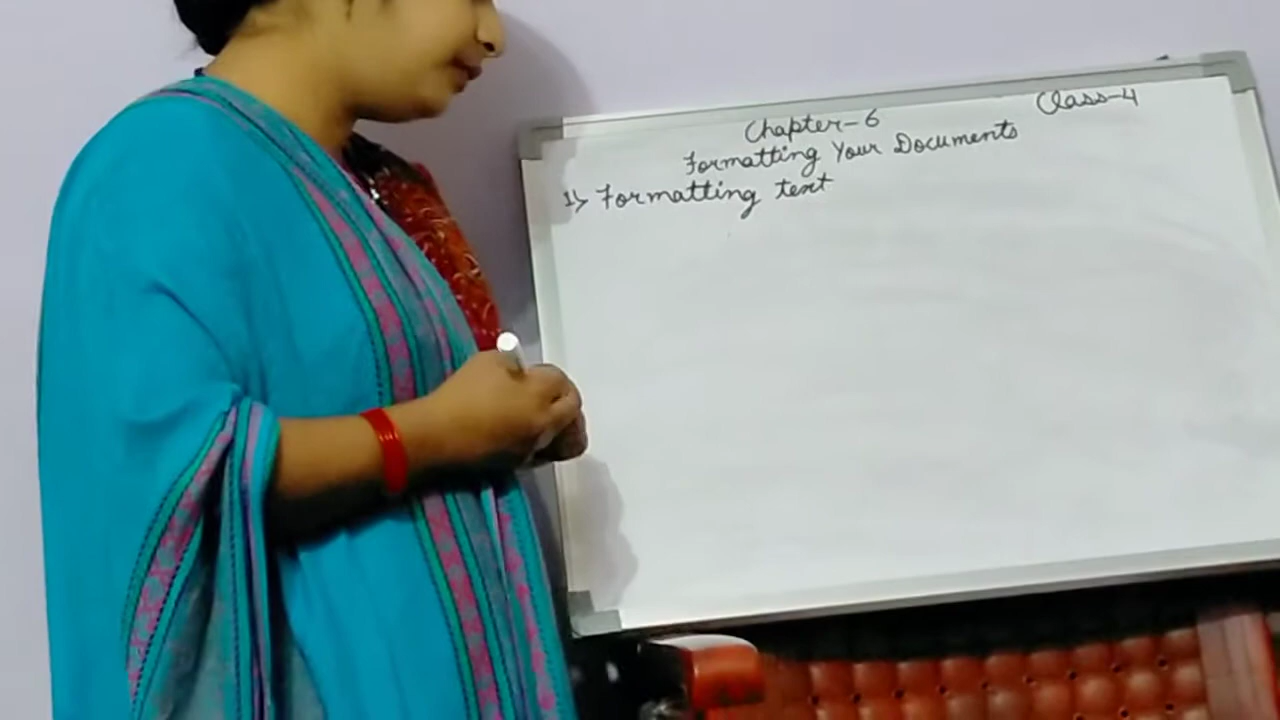 Class-4
Chapter-6
Formatting Your Documents
1> Formatting text